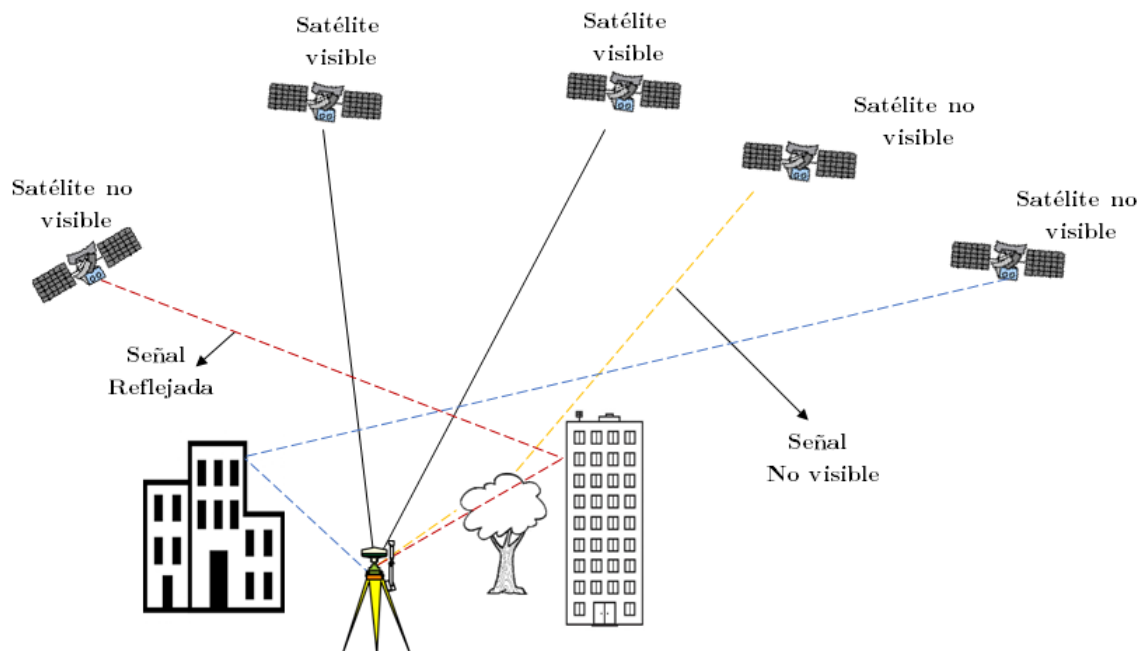 Satélite
visible
Satélite
visible
Satélite no
visible
Satélite no
visible
Satélite no
visible
Señal
Reflejada
Señal
No visible